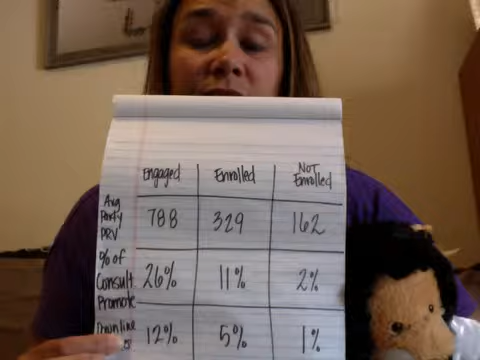 Engaged Enrolled NOT Enrolled
Avg Party PRV 788 329 162
% of Consult Promote 26% 11% 2%
Downline 12% 5% 1%